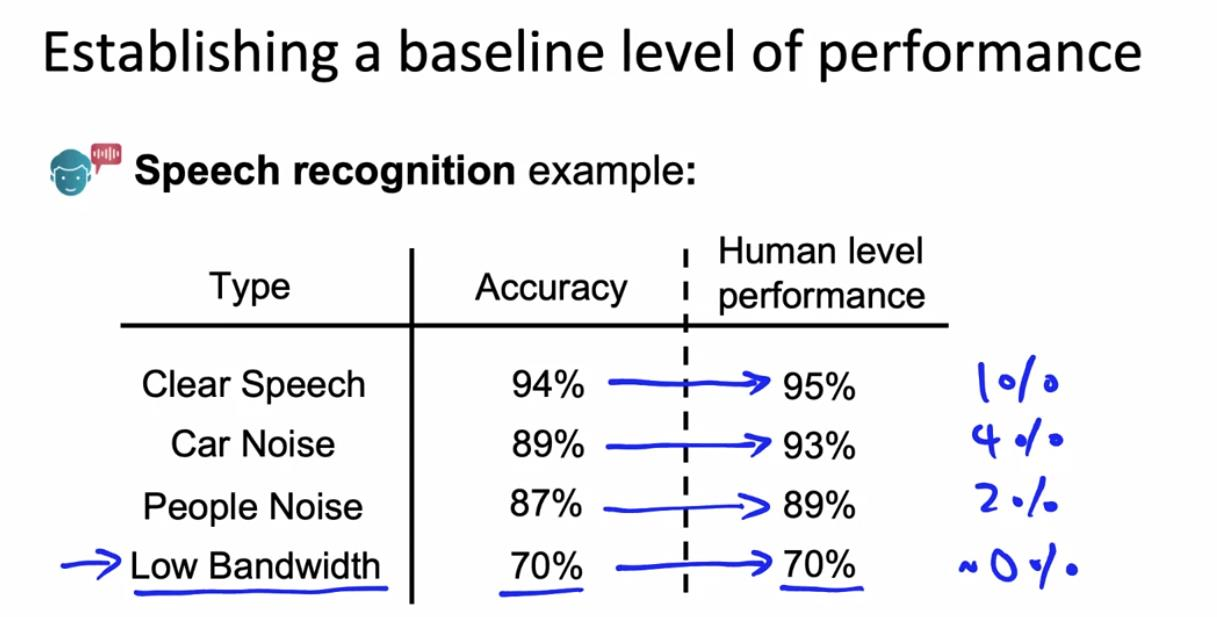 Establishing a baseline level of performance
Speech recognition example:
Type Accuracy Human level performance
Clear Speech 94% 95% 1%
Car Noise 89% 93% 4%
People Noise 87% 89% 2%
Low Bandwidth 70% 70% ~0%